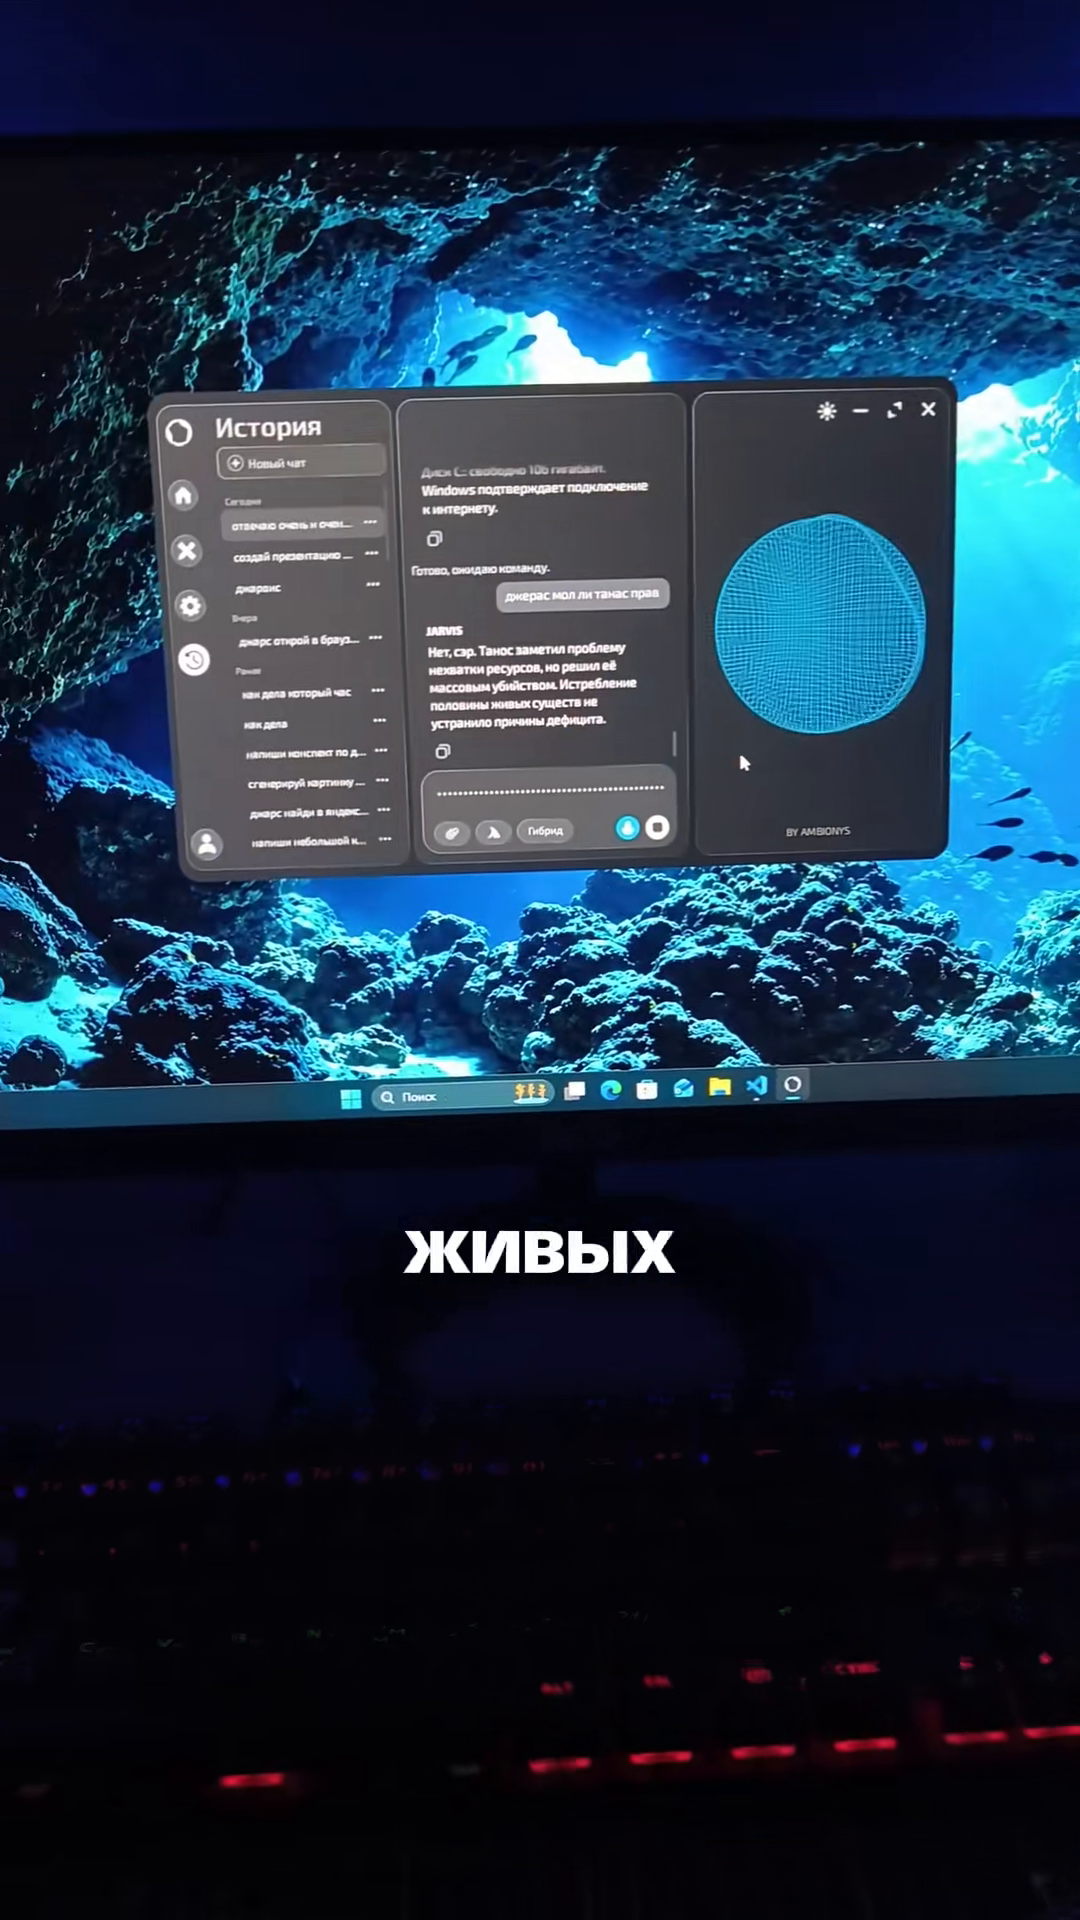 История
Новый чат
Сегодня
отвечаю очень и очен...
создай презентацию ...
джарвис
Вчера
джарс открой в брауз...
Ранее
как дела который час
как дела
напиши конспект по д...
сгенерируй картинку ...
джарс найди в яндекс...
напиши небольшой к...
Диск C: свободно 106 гигабайт.
Windows подтверждает подключение
к интернету.
Готово, ожидаю команду.
джерас мол ли танас прав
JARVIS
Нет, сэр. Танос заметил проблему
нехватки ресурсов, но решил её
массовым убийством. Истребление
половины живых существ не
устранило причины дефицита.
Гибрид
BY AMBIONYS
Поиск
живых
ALT
CTRL